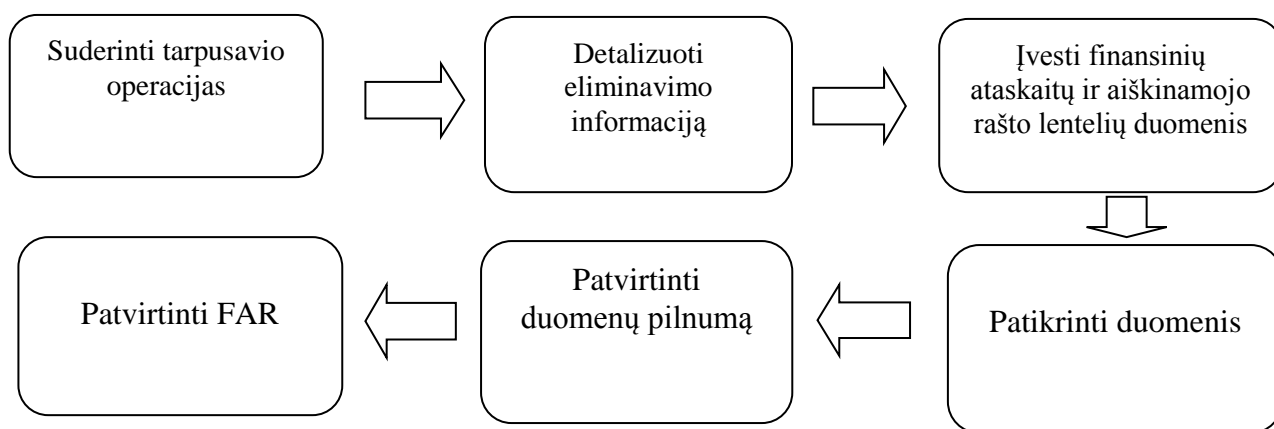 Suderinti tarpusavio
operacijas
Detalizuoti
eliminavimo
informaciją
Įvesti finansinių
ataskaitų ir aiškinamojo
rašto lentelių duomenis
Patikrinti duomenis
Patvirtinti
duomenų pilnumą
Patvirtinti FAR